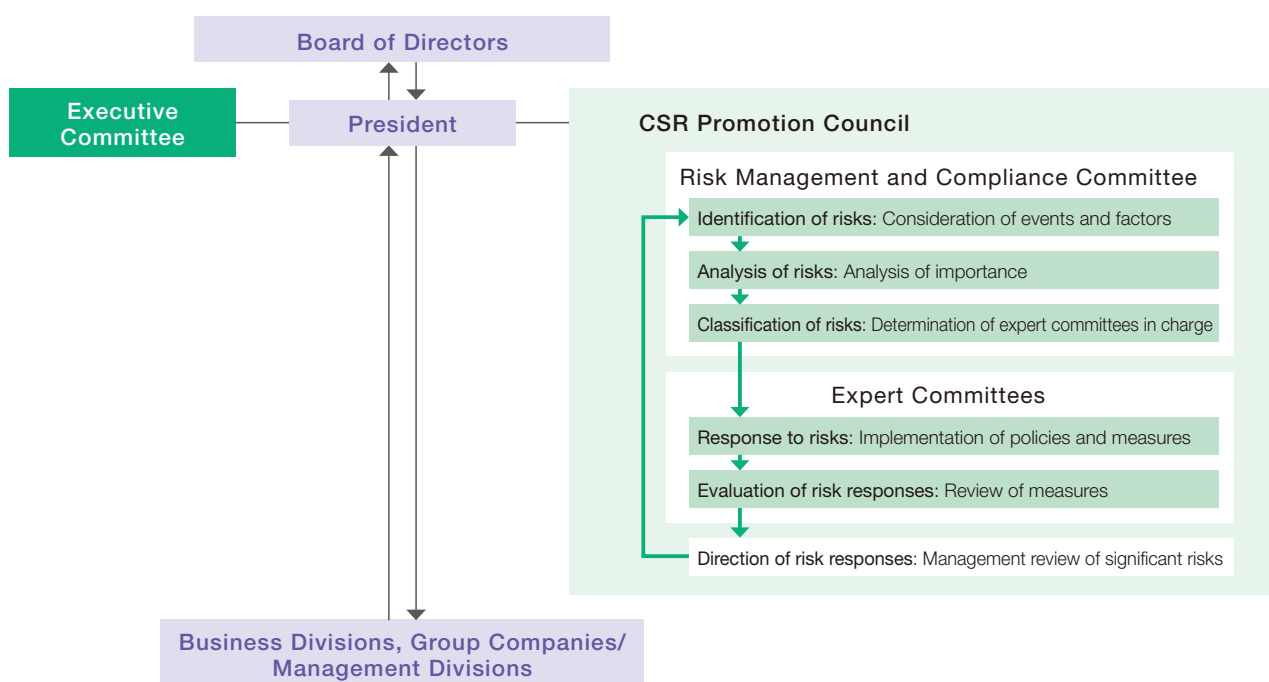 Board of Directors
Executive
Committee
President
CSR Promotion Council
Risk Management and Compliance Committee
Identification of risks: Consideration of events and factors
Analysis of risks: Analysis of importance
Classification of risks: Determination of expert committees in charge
Expert Committees
Response to risks: Implementation of policies and measures
Evaluation of risk responses: Review of measures
Direction of risk responses: Management review of significant risks
Business Divisions, Group Companies/
Management Divisions